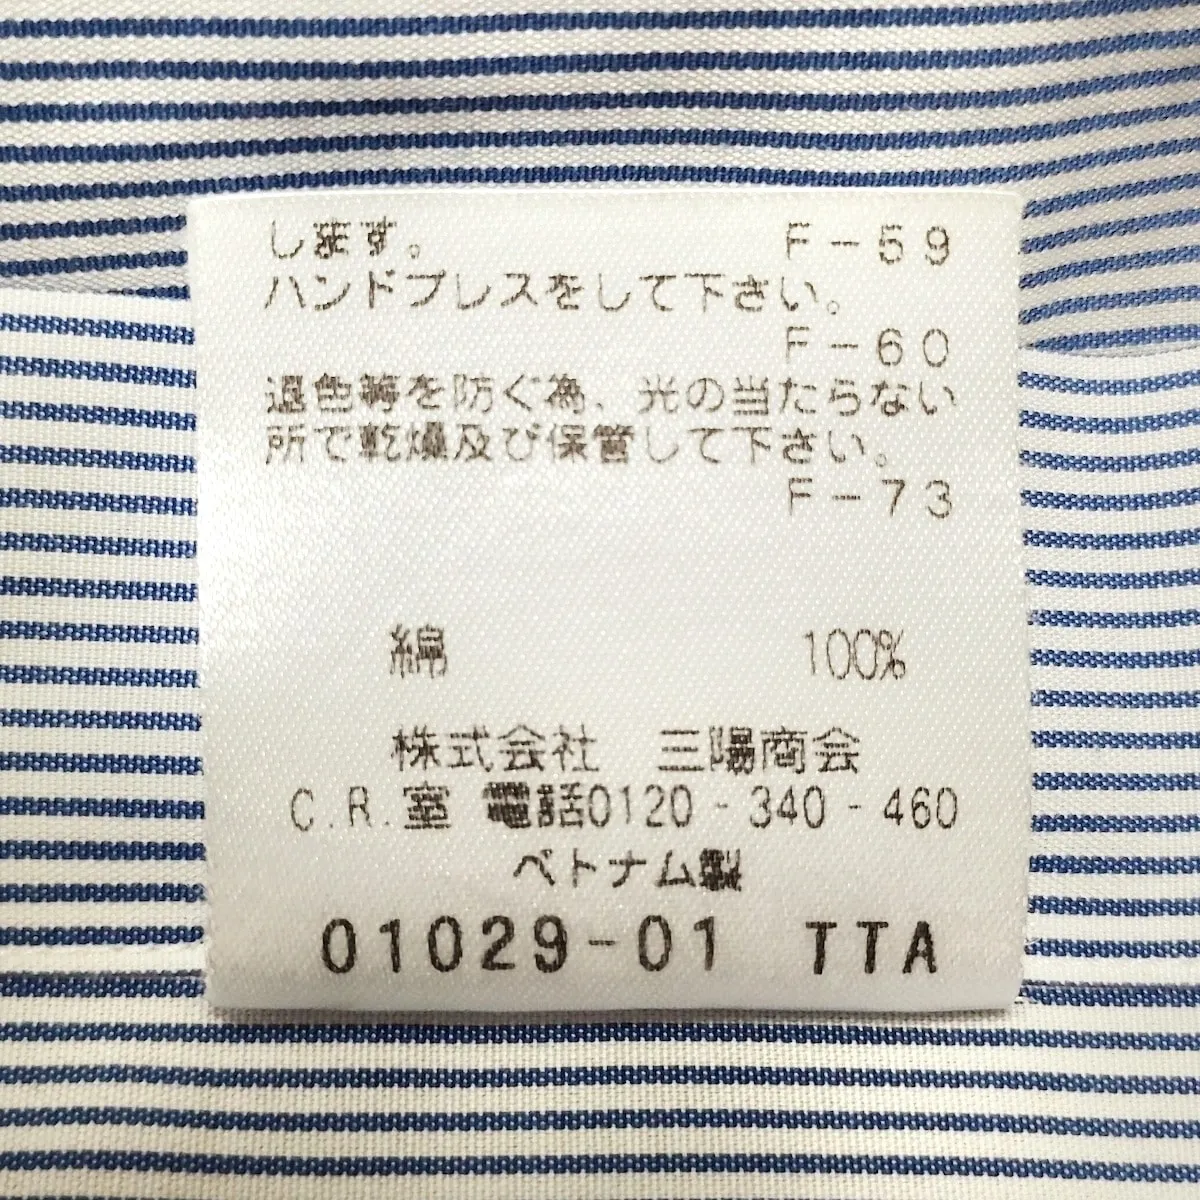 します。 F-59
ハンドプレスをして下さい。
F-60
退色等を防ぐ為、光の当たらない
所で乾燥及び保管して下さい。
F-73
綿 100%
株式会社 三陽商会
C.R.室 電話0120-340-460
ベトナム製
01029-01 TTA